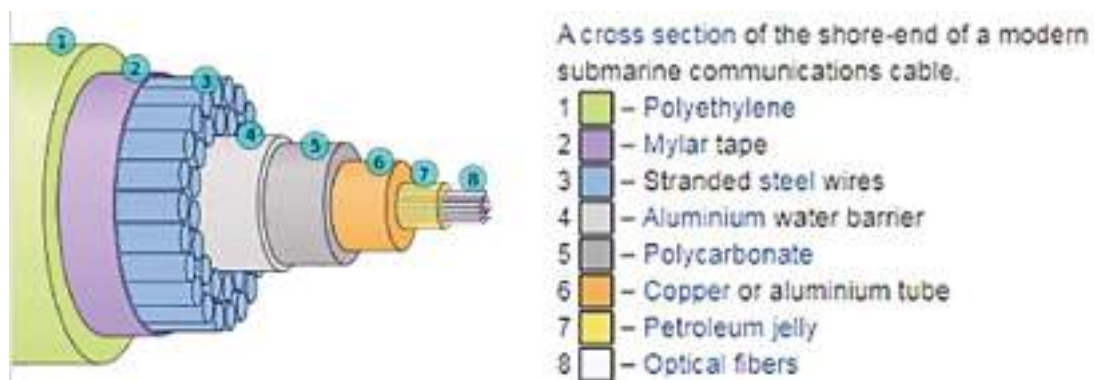 1
2
3
4
5
6
7
8
A cross section of the shore-end of a modern
submarine communications cable.
1 – Polyethylene
2 – Mylar tape
3 – Stranded steel wires
4 – Aluminium water barrier
5 – Polycarbonate
6 – Copper or aluminium tube
7 – Petroleum jelly
8 – Optical fibers